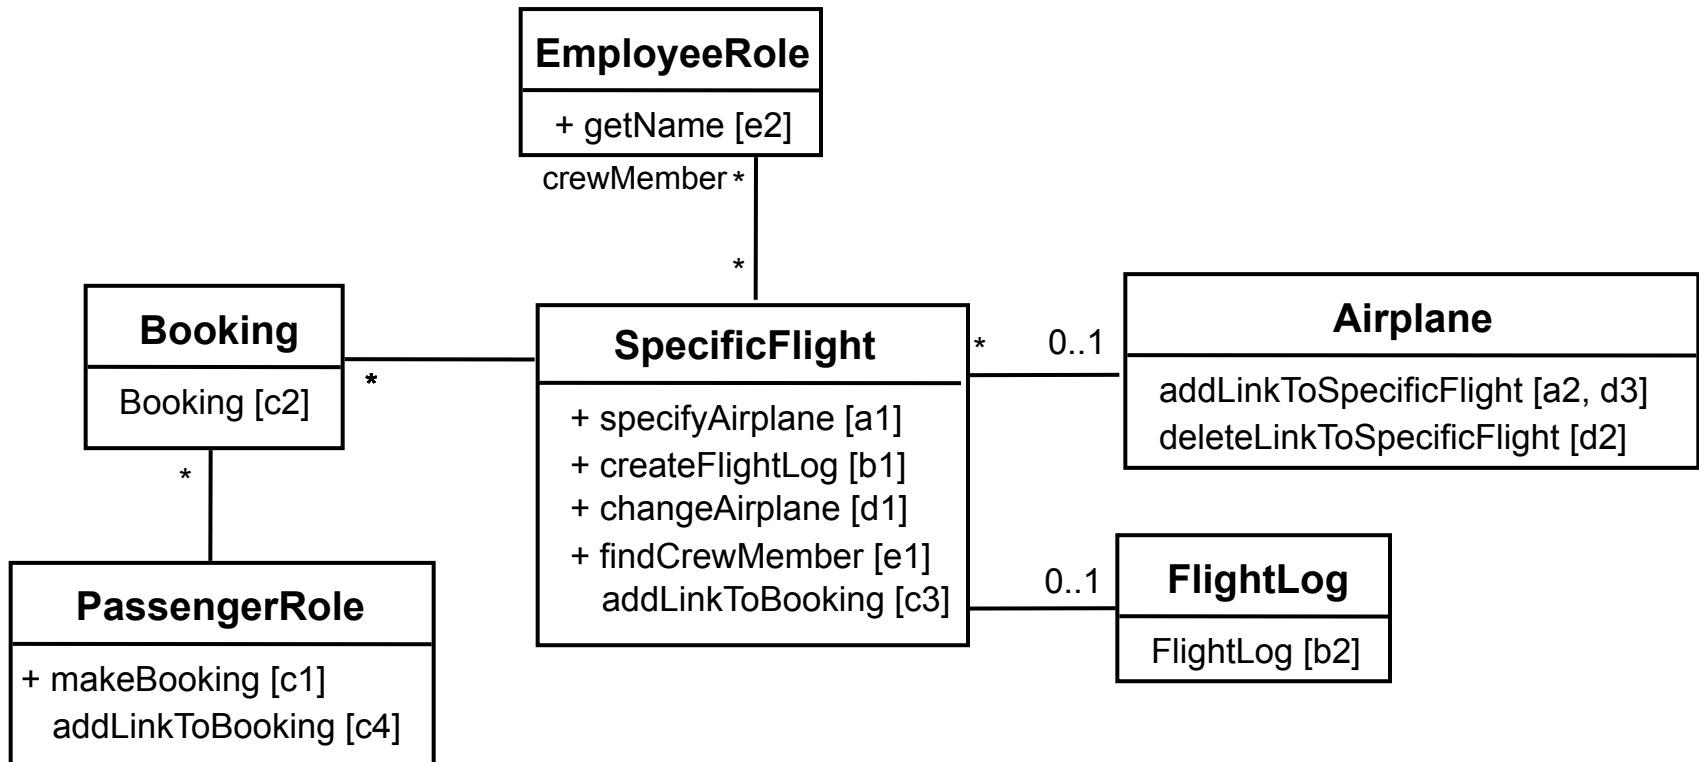 EmployeeRole
+ getName [e2]
crewMember *
*
Booking
Booking [c2]
*
*
SpecificFlight
+ specifyAirplane [a1]
+ createFlightLog [b1]
+ changeAirplane [d1]
+ findCrewMember [e1]
addLinkToBooking [c3]
* 0..1
Airplane
addLinkToSpecificFlight [a2, d3]
deleteLinkToSpecificFlight [d2]
0..1
FlightLog
FlightLog [b2]
PassengerRole
+ makeBooking [c1]
addLinkToBooking [c4]